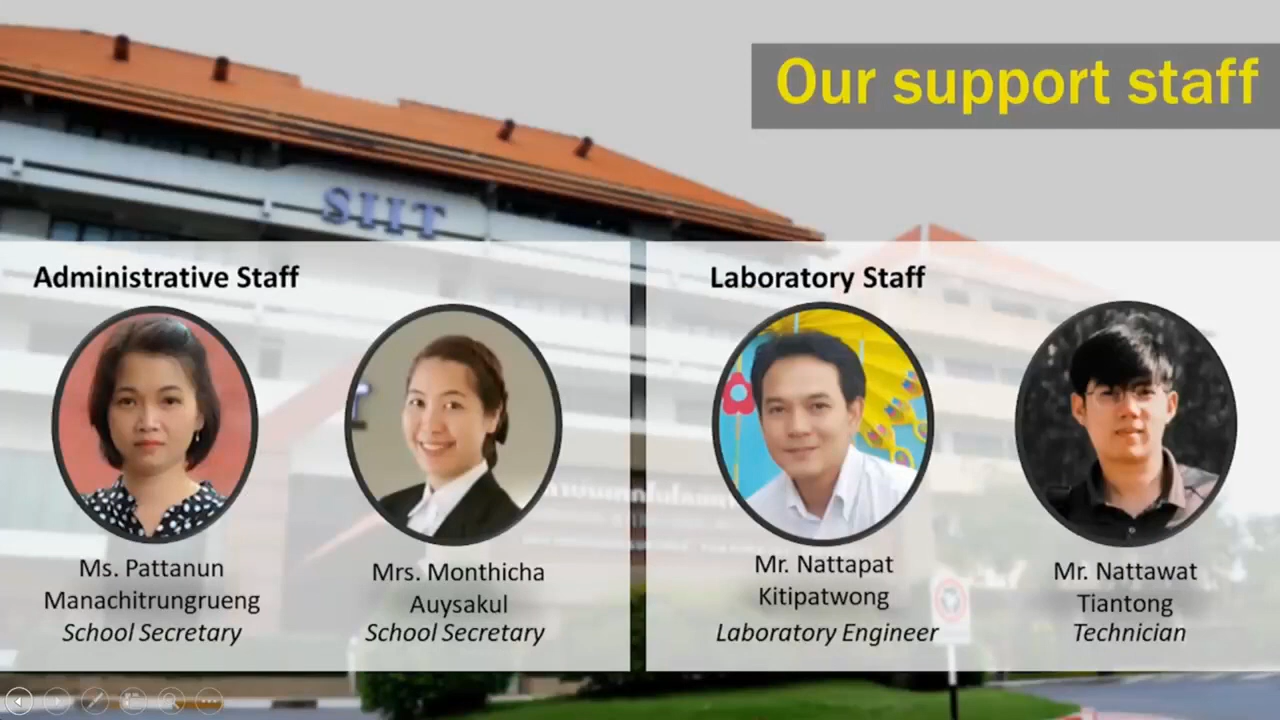 Our support staff
SIIT
Administrative Staff
Laboratory Staff
Ms. Pattanun
Manachitrungrueng
School Secretary
Mrs. Monthicha
Auysakul
School Secretary
Mr. Nattapat
Kitipatwong
Laboratory Engineer
Mr. Nattawat
Tiantong
Technician